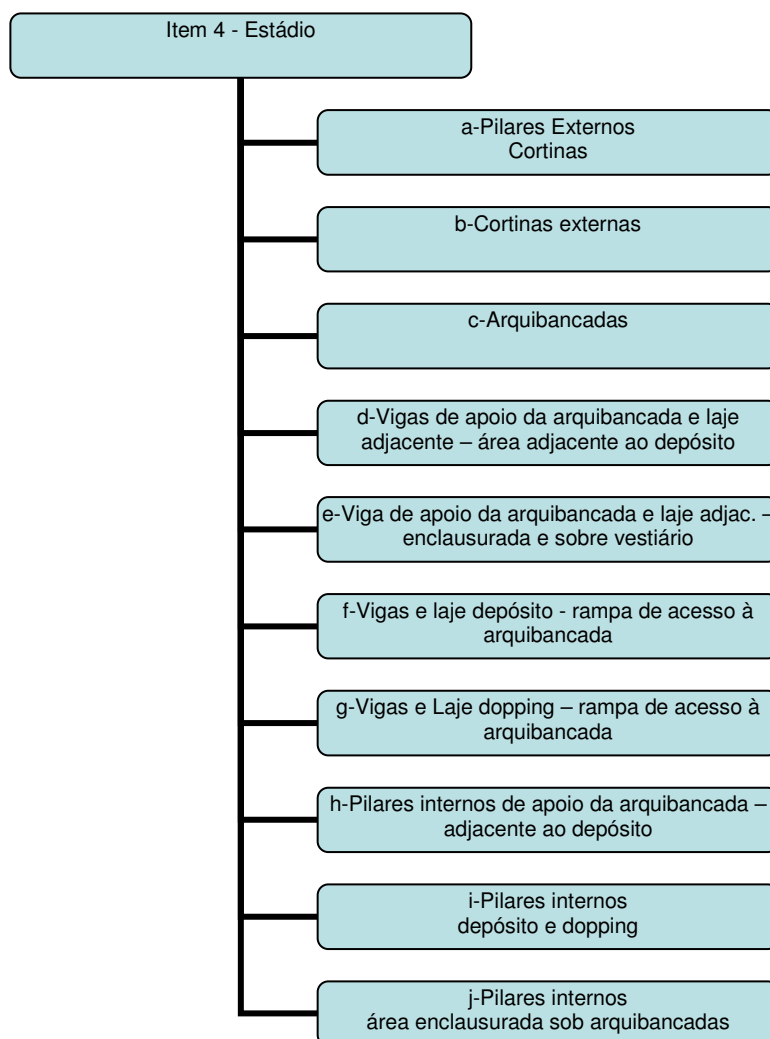 Item 4 - Estádio
a-Pilares Externos
Cortinas
b-Cortinas externas
c-Arquibancadas
d-Vigas de apoio da arquibancada e laje
adjacente – área adjacente ao depósito
e-Viga de apoio da arquibancada e laje adjac. –
enclausurada e sobre vestiário
f-Vigas e laje depósito - rampa de acesso à
arquibancada
g-Vigas e Laje dopping – rampa de acesso à
arquibancada
h-Pilares internos de apoio da arquibancada –
adjacente ao depósito
i-Pilares internos
depósito e dopping
j-Pilares internos
área enclausurada sob arquibancadas